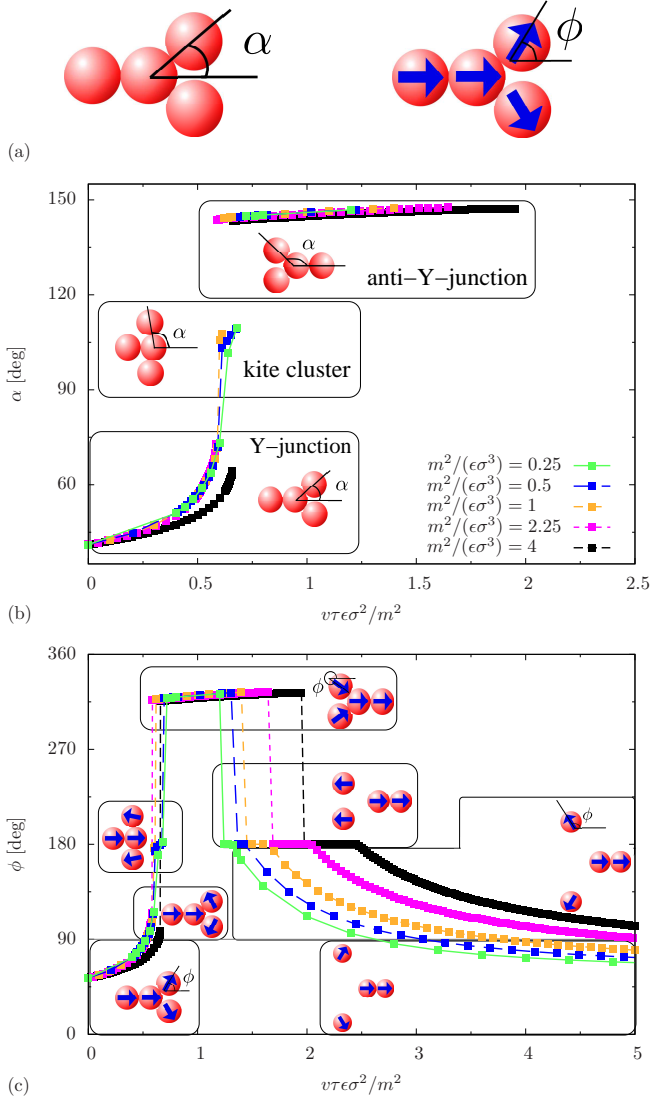 α
ϕ
(a)
150
120
90
60
30
0
α [deg]
α
anti−Y−junction
α
kite cluster
Y−junction
α
m²/(ϵσ³) = 0.25
m²/(ϵσ³) = 0.5
m²/(ϵσ³) = 1
m²/(ϵσ³) = 2.25
m²/(ϵσ³) = 4
0 0.5 1 1.5 2 2.5
(b)
vτϵσ²/m²
360
270
180
90
0
ϕ [deg]
ϕ
ϕ
ϕ
0 1 2 3 4 5
(c)
vτϵσ²/m²